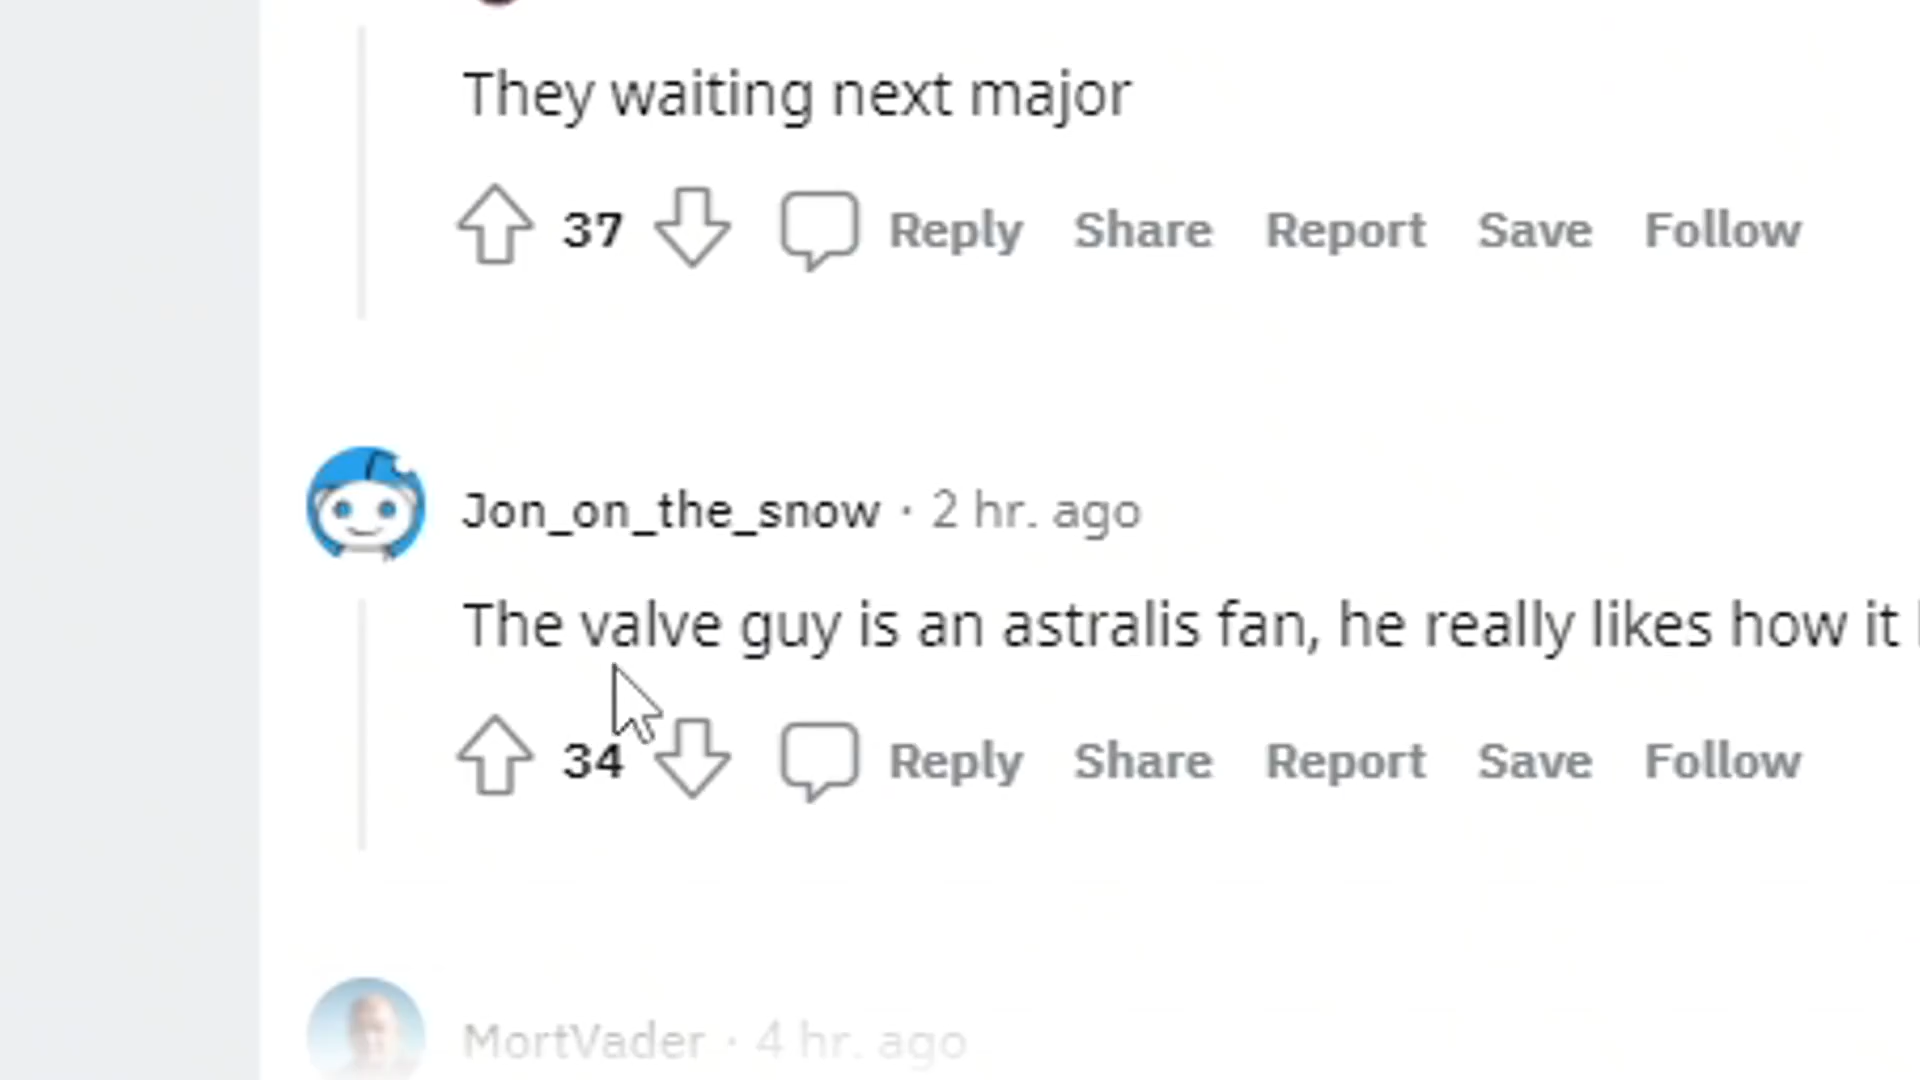 They waiting next major
37 Reply Share Report Save Follow
Jon_on_the_snow · 2 hr. ago
The valve guy is an astralis fan, he really likes how it
34 Reply Share Report Save Follow
MortVader · 4 hr. ago